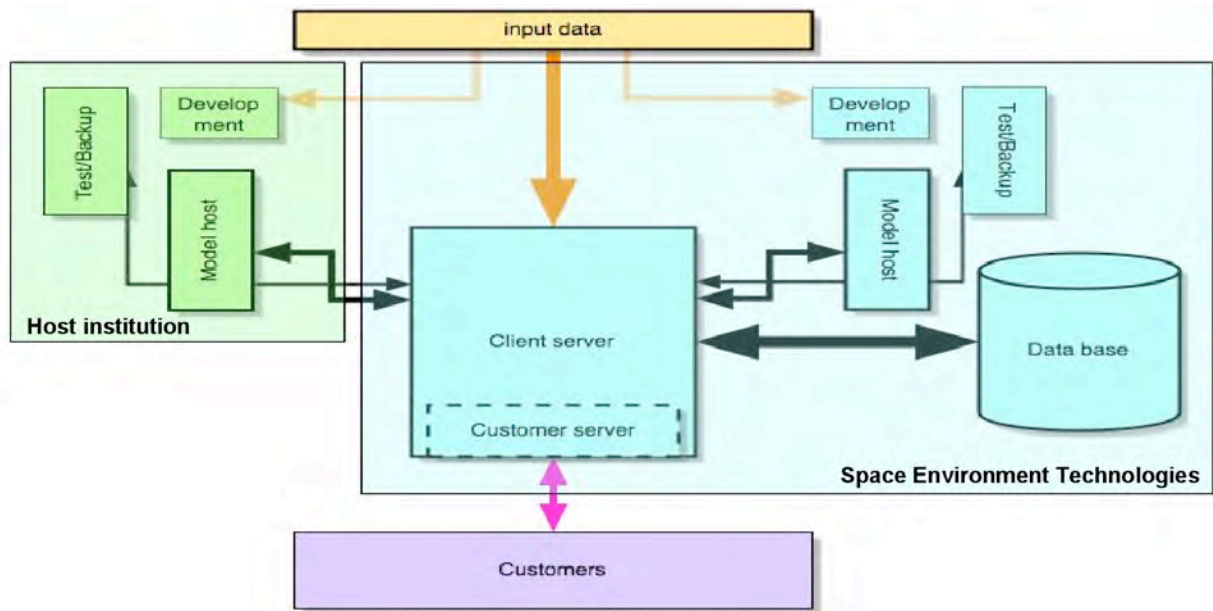 input data
Test/Backup
Develop
ment
Model host
Host institution
Develop
ment
Test/Backup
Model host
Client server
Customer server
Data base
Space Environment Technologies
Customers